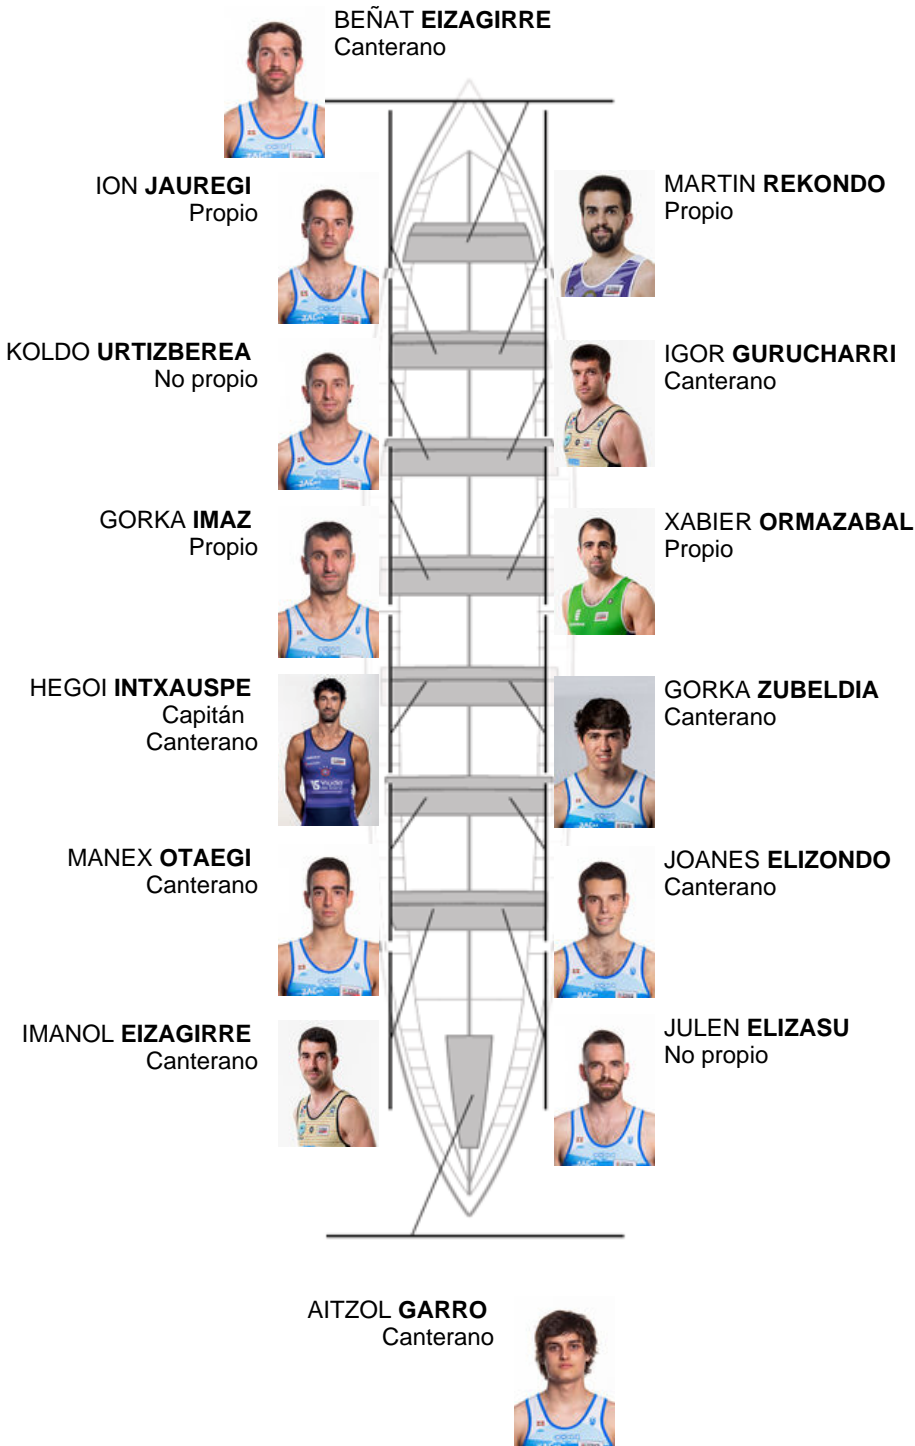 BEÑAT EIZAGIRRE
Canterano
ION JAUREGI
Propio
MARTIN REKONDO
Propio
KOLDO URTIZBEREA
No propio
IGOR GURUCHARRI
Canterano
GORKA IMAZ
Propio
XABIER ORMAZABAL
Propio
HEGOI INTXAUSPE
Capitán
Canterano
GORKA ZUBELDIA
Canterano
MANEX OTAEGI
Canterano
JOANES ELIZONDO
Canterano
IMANOL EIZAGIRRE
Canterano
JULEN ELIZASU
No propio
AITZOL GARRO
Canterano